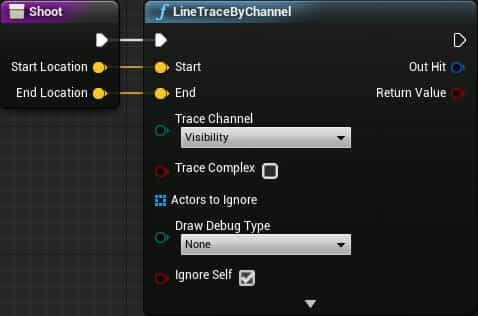 Shoot
LineTraceByChannel
Start Location
Start
Out Hit
End Location
End
Return Value
Trace Channel
Visibility
Trace Complex
Actors to Ignore
Draw Debug Type
None
Ignore Self